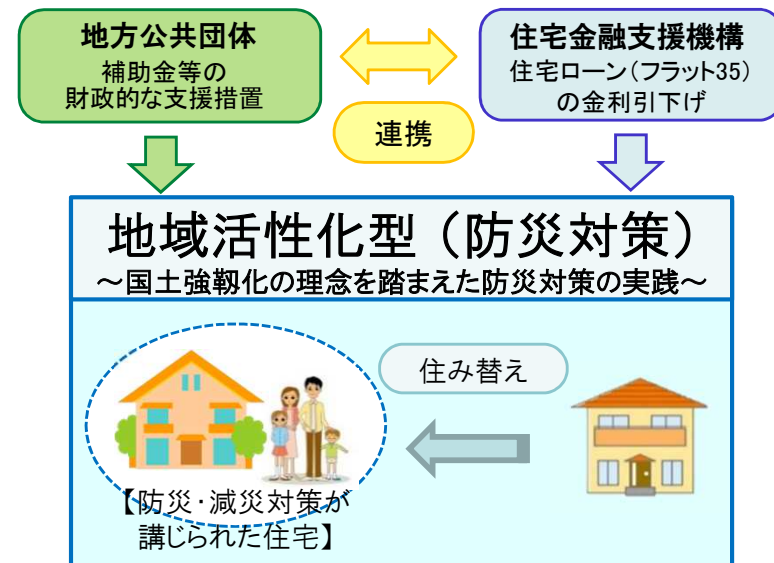 地方公共団体
補助金等の
財政的な支援措置
連携
住宅金融支援機構
住宅ローン（フラット35）
の金利引下げ
地域活性化型（防災対策）
～国土強靱化の理念を踏まえた防災対策の実践～
住み替え
【防災・減災対策が
講じられた住宅】